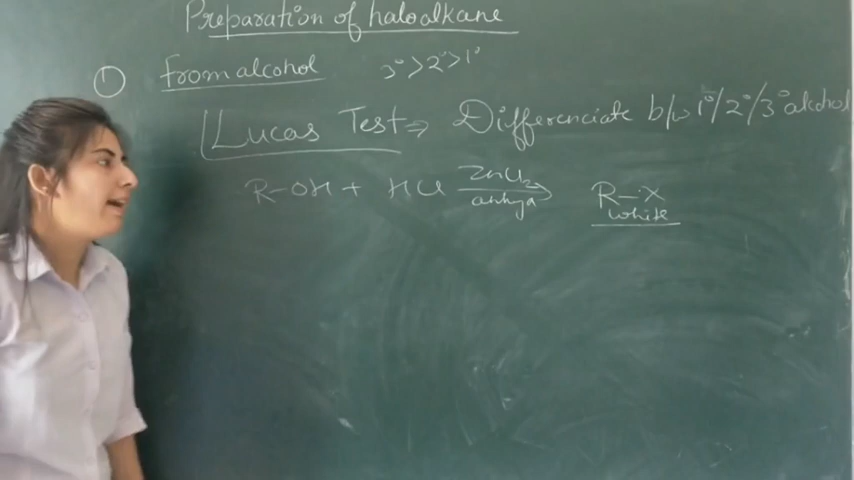 Preparation of haloalkane
① from alcohol 3°>2°>1°
Lucas Test ⇒ Differenciate b/w 1°/2°/3° alcohol
R-OH + HCl ZnCl2 R-X
anhyd white